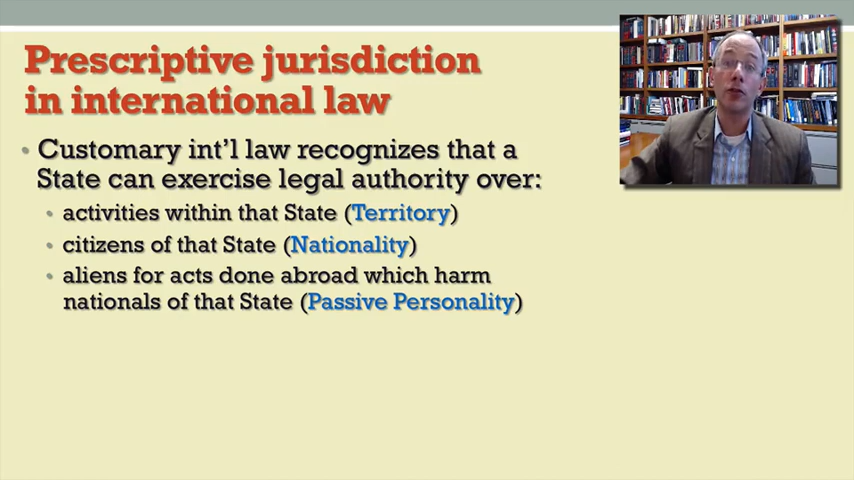 Prescriptive jurisdiction
in international law
• Customary int'l law recognizes that a
State can exercise legal authority over:
• activities within that State (Territory)
• citizens of that State (Nationality)
• aliens for acts done abroad which harm
nationals of that State (Passive Personality)